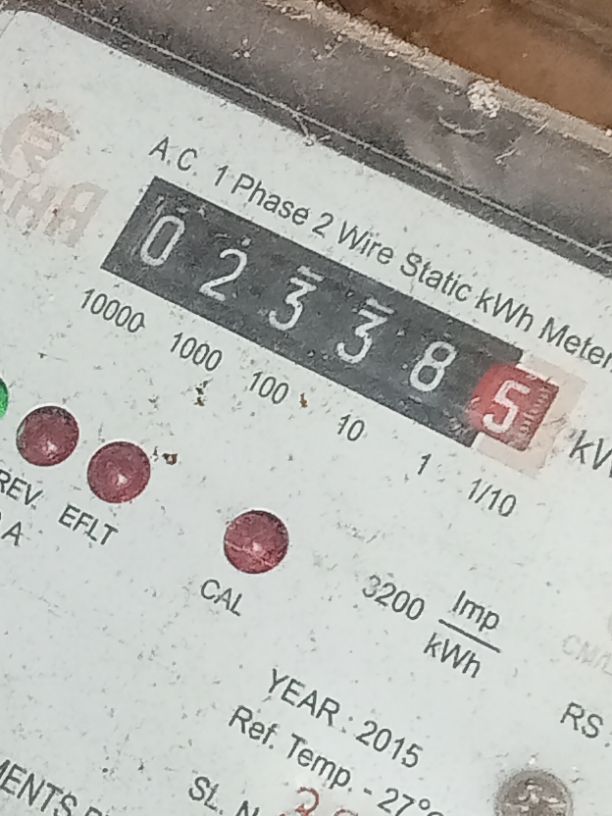 A.C. 1 Phase 2 Wire Static kWh Meter
0 2 3 3 8 5
10000 1000 100 10 1 1/10
REV EFLT
A
CAL
3200 Imp
kWh
YEAR : 2015
RS
Ref. Temp. - 27°
SL. N